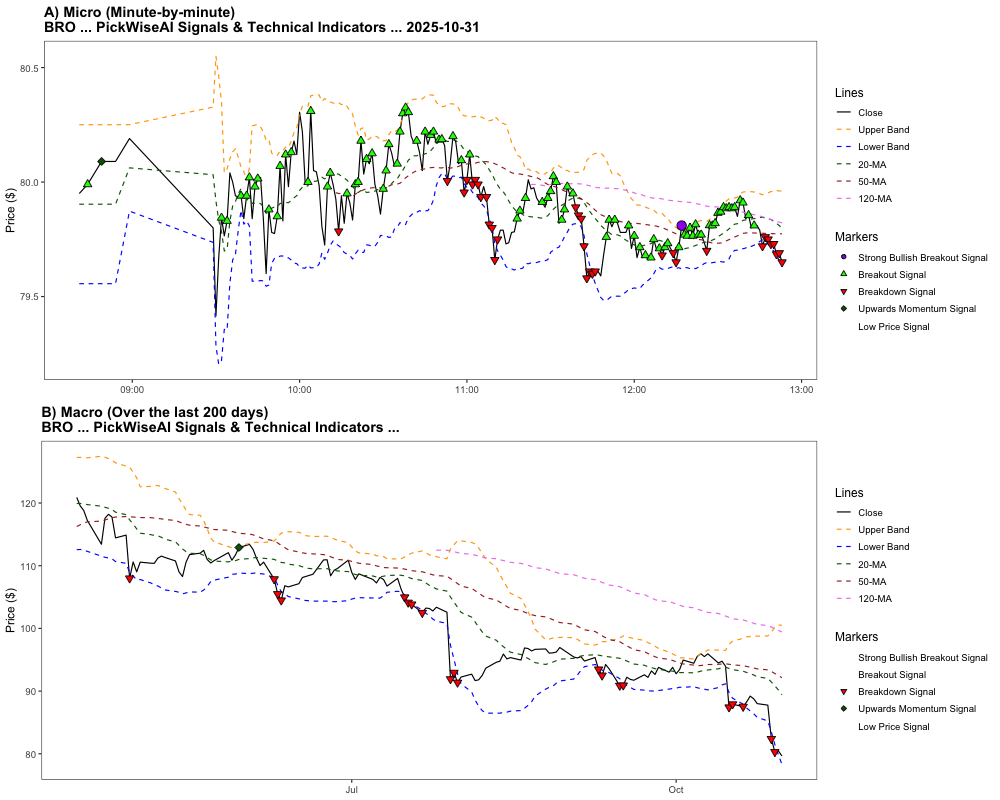 A) Micro (Minute-by-minute)
BRO ... PickWiseAI Signals & Technical Indicators ... 2025-10-31
Price ($)
80.5
80.0
79.5
09:00
10:00
11:00
12:00
13:00
Lines
Close
Upper Band
Lower Band
20-MA
50-MA
120-MA
Markers
Strong Bullish Breakout Signal
Breakout Signal
Breakdown Signal
Upwards Momentum Signal
Low Price Signal
B) Macro (Over the last 200 days)
BRO ... PickWiseAI Signals & Technical Indicators ...
Price ($)
120
110
100
90
80
Jul
Oct
Lines
Close
Upper Band
Lower Band
20-MA
50-MA
120-MA
Markers
Strong Bullish Breakout Signal
Breakout Signal
Breakdown Signal
Upwards Momentum Signal
Low Price Signal